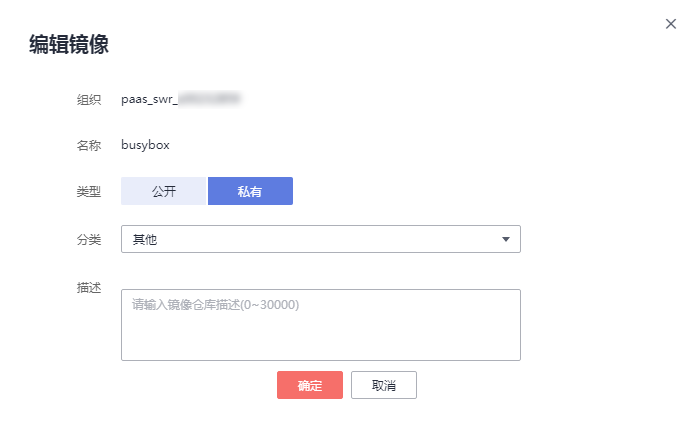 编辑镜像
组织 paas_swr_
名称 busybox
类型 公开 私有
分类 其他
描述
请输入镜像仓库描述(0~30000)
确定 取消